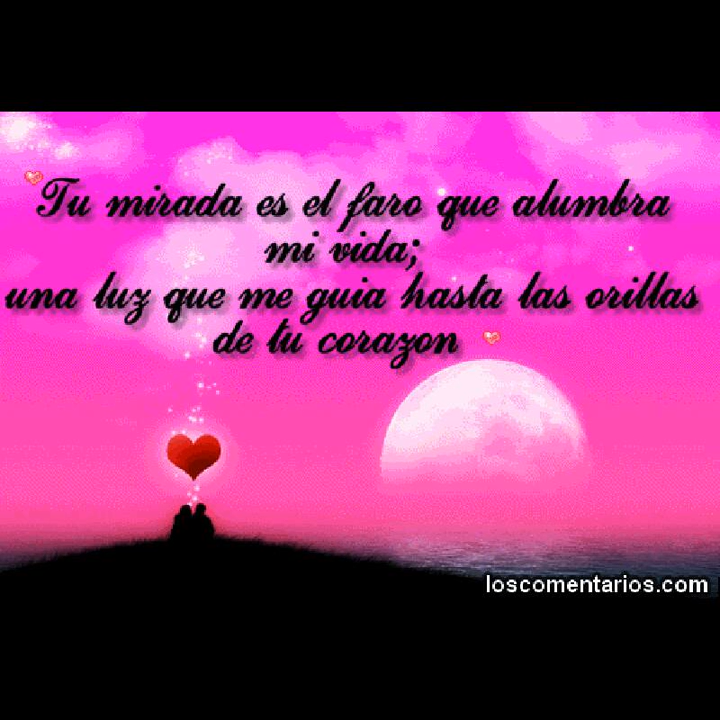 Tu mirada es el faro que alumbra
mi vida;
una luz que me guia hasta las orillas
de tu corazon
loscomentarios.com